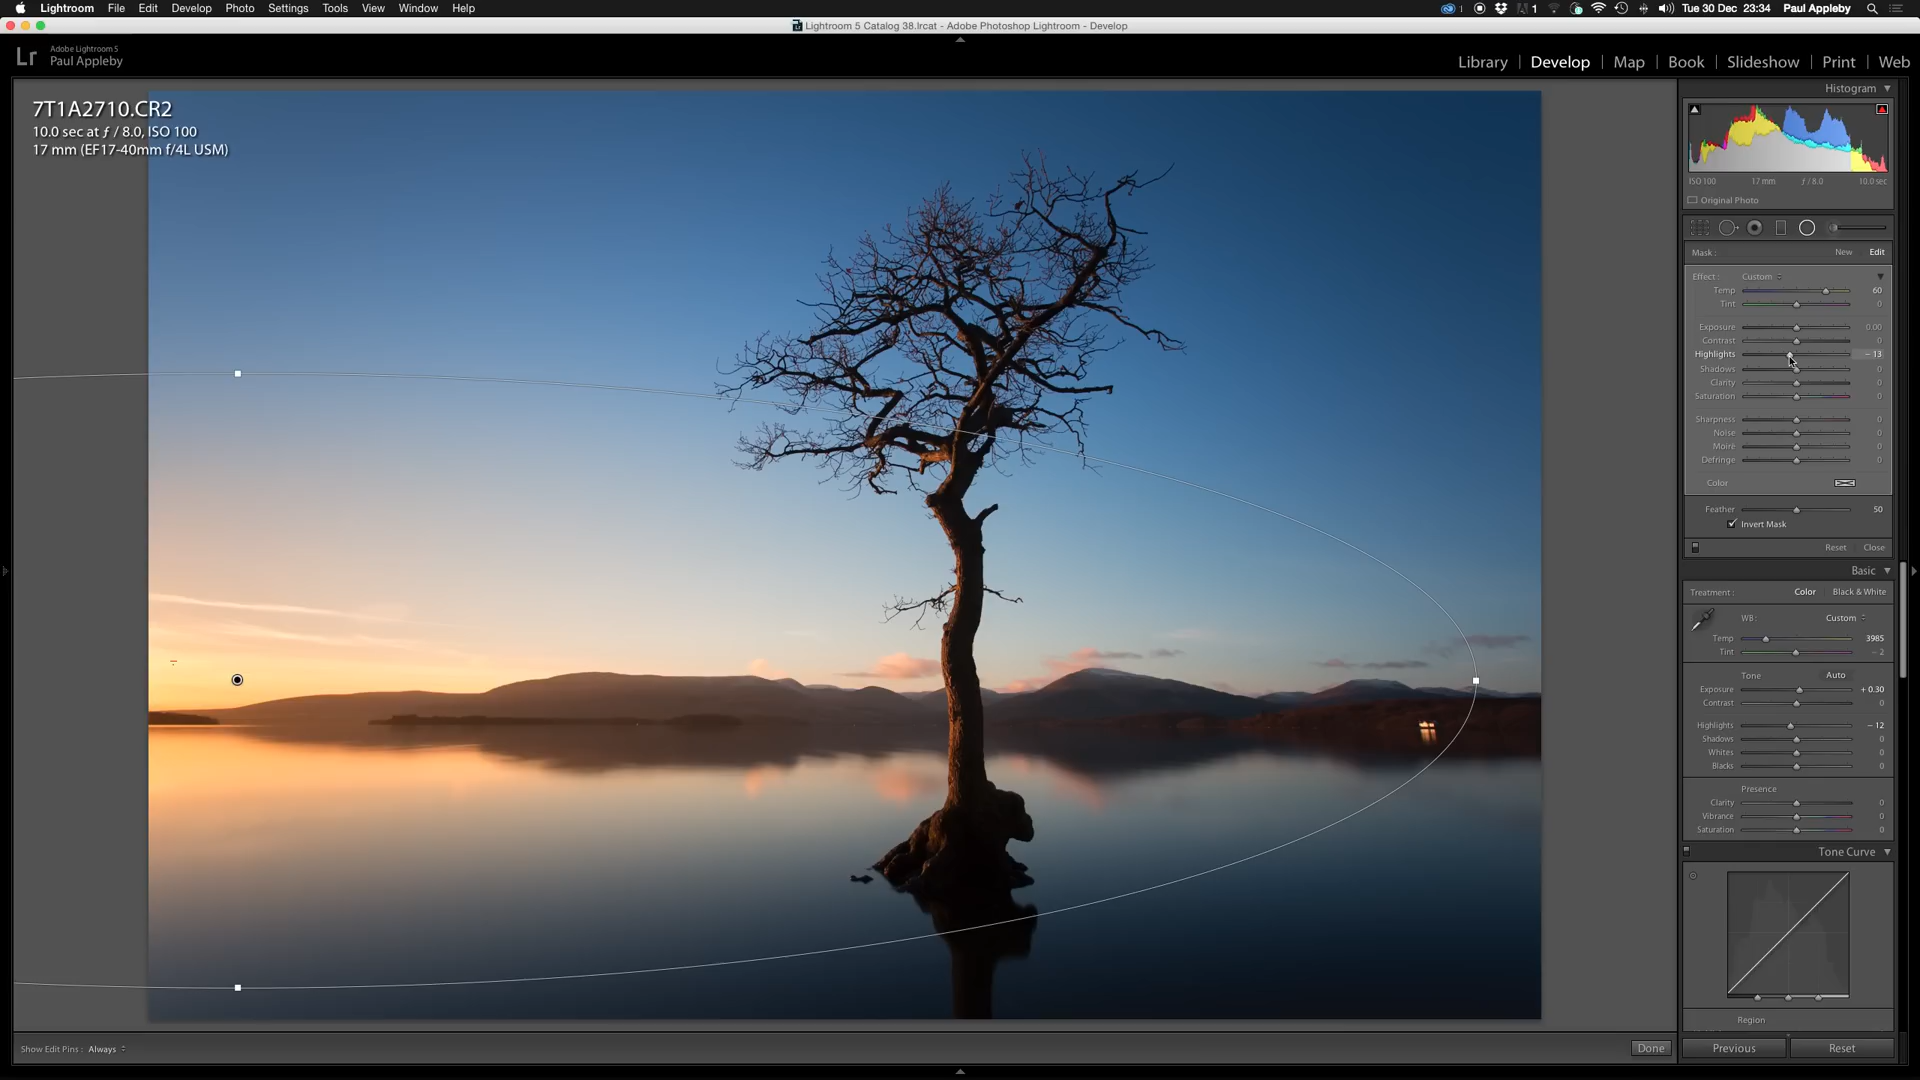 Lightroom File Edit Develop Photo Settings Tools View Window Help
1 1 Tue 30 Dec 23:34 Paul Appleby
Lightroom 5 Catalog 38.lrcat - Adobe Photoshop Lightroom - Develop
Lr
Adobe Lightroom 5
Paul Appleby
Library | Develop | Map | Book | Slideshow | Print | Web
7T1A2710.CR2
10.0 sec at ƒ / 8.0, ISO 100
17 mm (EF17-40mm f/4L USM)
Histogram
ISO 100 17 mm ƒ / 8.0 10.0 sec
Original Photo
Mask : New Edit
Effect : Custom
Temp 60
Tint 0
Exposure 0.00
Contrast 0
Highlights – 13
Shadows 0
Clarity 0
Saturation 0
Sharpness 0
Noise 0
Moiré 0
Defringe 0
Color
Feather 50
Invert Mask
Reset Close
Basic
Treatment : Color Black & White
WB : Custom
Temp 3985
Tint – 2
Tone Auto
Exposure + 0.30
Contrast 0
Highlights – 12
Shadows 0
Whites 0
Blacks 0
Presence
Clarity 0
Vibrance 0
Saturation 0
Tone Curve
Region
Show Edit Pins : Always
Done
Previous Reset